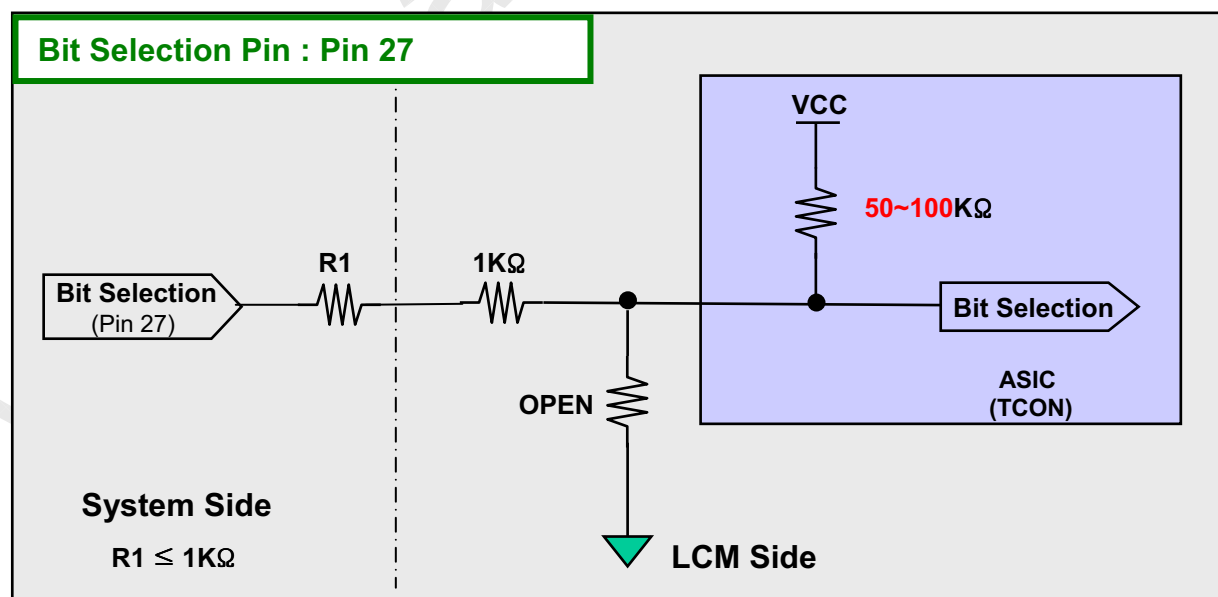 Bit Selection Pin : Pin 27
VCC
50~100KΩ
R1
1KΩ
Bit Selection
(Pin 27)
Bit Selection
OPEN
ASIC
(TCON)
System Side
R1 ≤ 1KΩ
LCM Side